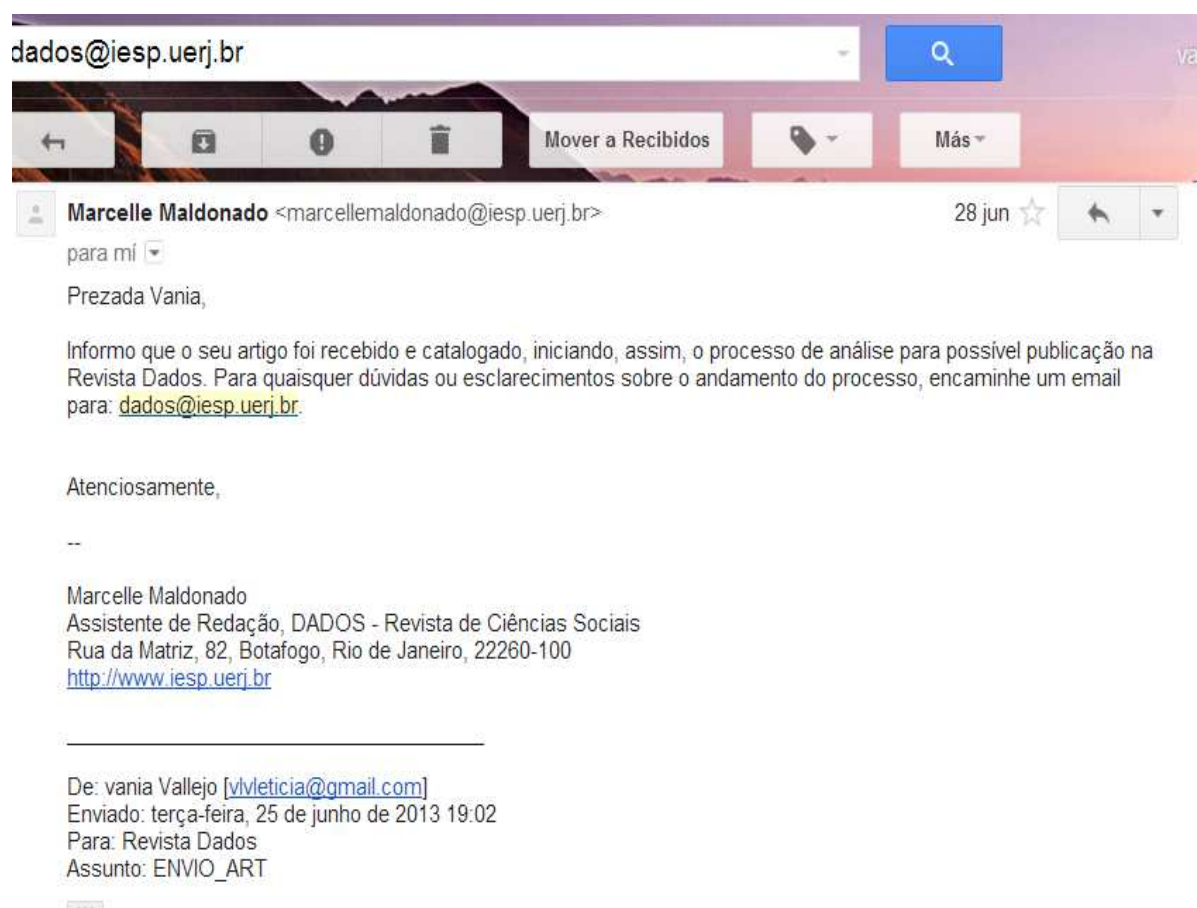 dados@iesp.uerj.br
va
Mover a Recibidos
Más
Marcelle Maldonado <marcellemaldonado@iesp.uerj.br>
28 jun
para mí
Prezada Vania,
Informo que o seu artigo foi recebido e catalogado, iniciando, assim, o processo de análise para possível publicação na
Revista Dados. Para quaisquer dúvidas ou esclarecimentos sobre o andamento do processo, encaminhe um email
para: dados@iesp.uerj.br.
Atenciosamente,
--
Marcelle Maldonado
Assistente de Redação, DADOS - Revista de Ciências Sociais
Rua da Matriz, 82, Botafogo, Rio de Janeiro, 22260-100
http://www.iesp.uerj.br
De: vania Vallejo [vlvleticia@gmail.com]
Enviado: terça-feira, 25 de junho de 2013 19:02
Para: Revista Dados
Assunto: ENVIO_ART